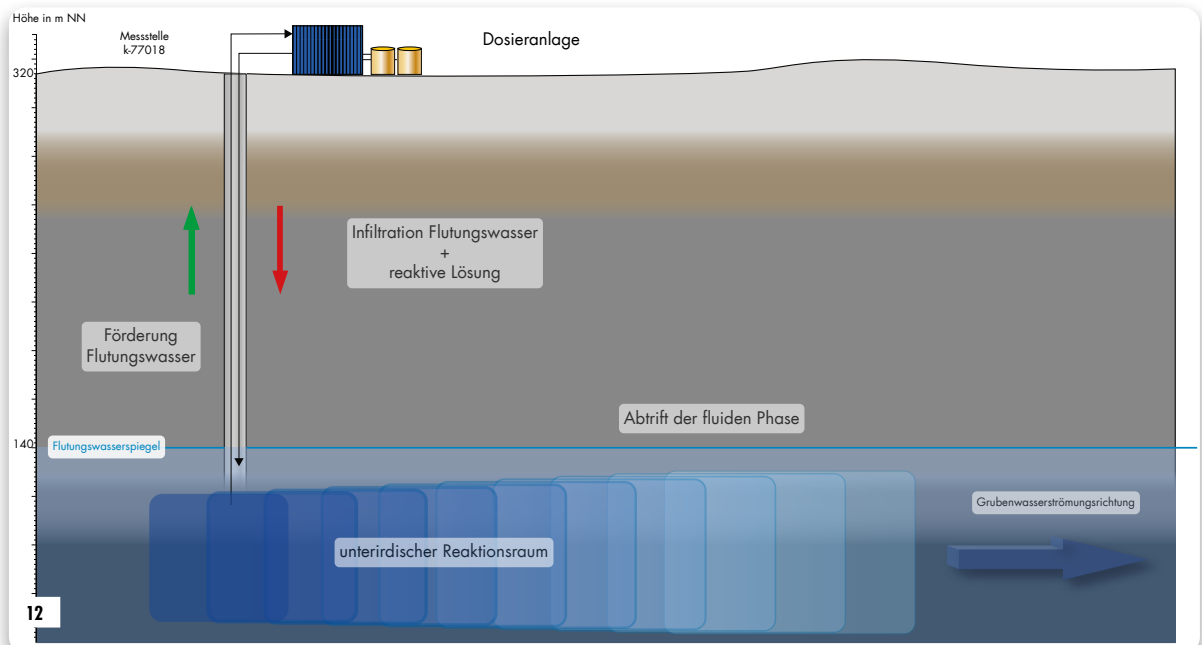 Höhe in m NN
Messstelle
k-77018
Dosieranlage
320
Infiltration Flutungswasser
+
reaktive Lösung
Förderung
Flutungswasser
Abtrift der fluiden Phase
140
Flutungswasserspiegel
Grubenwasserströmungsrichtung
unterirdischer Reaktionsraum
12